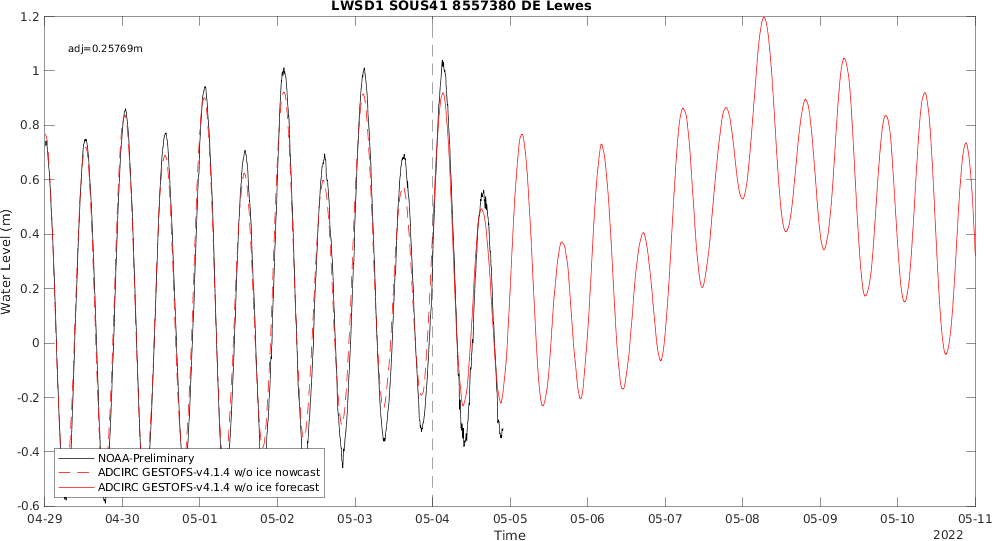 LWSD1 SOUS41 8557380 DE Lewes
adj=0.25769m
1.2
1
0.8
0.6
0.4
0.2
0
-0.2
-0.4
-0.6
Water Level (m)
NOAA-Preliminary
ADCIRC GESTOFS-v4.1.4 w/o ice nowcast
ADCIRC GESTOFS-v4.1.4 w/o ice forecast
04-29 04-30 05-01 05-02 05-03 05-04 05-05 05-06 05-07 05-08 05-09 05-10 05-11
Time
2022